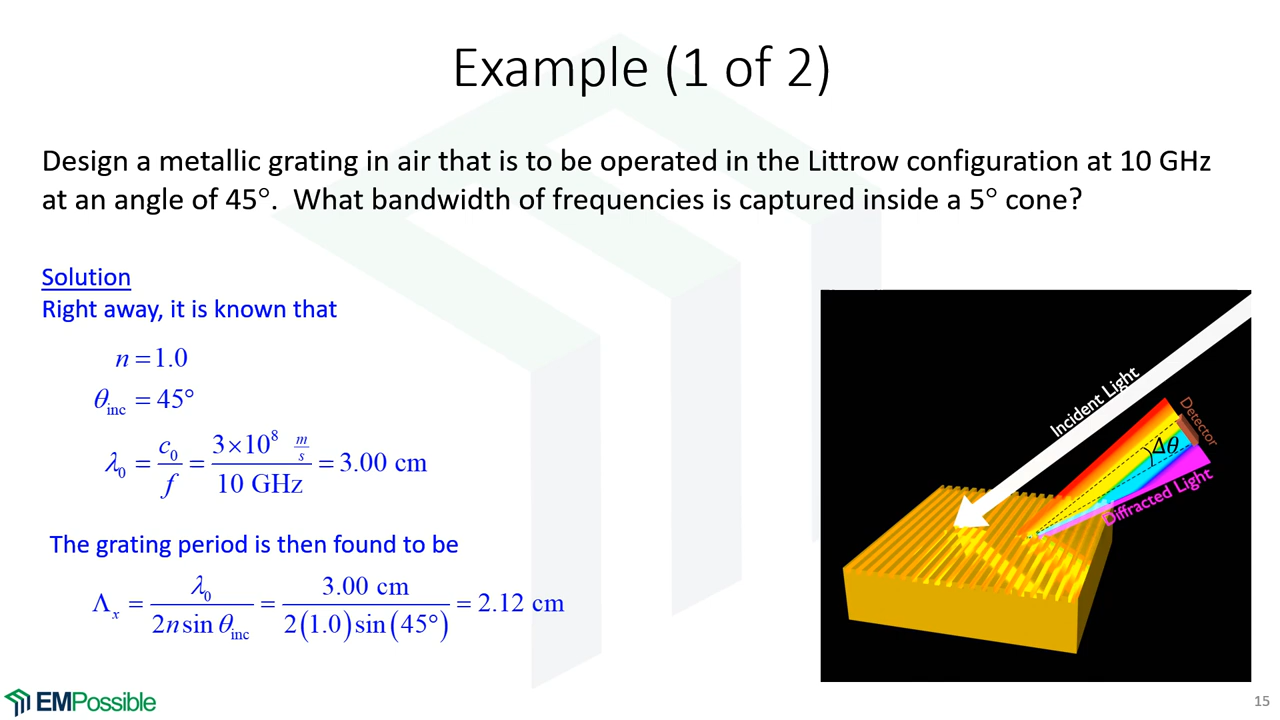 Example (1 of 2)
Design a metallic grating in air that is to be operated in the Littrow configuration at 10 GHz
at an angle of 45°. What bandwidth of frequencies is captured inside a 5° cone?
Solution
Right away, it is known that
n = 1.0
θ_inc = 45°
λ₀ = c₀/f = (3×10⁸ m/s)/(10 GHz) = 3.00 cm
The grating period is then found to be
Λ_x = λ₀/(2n sin θ_inc) = 3.00 cm/(2(1.0)sin(45°)) = 2.12 cm
Incident Light
Detector
Δθ
Diffracted Light
EMPossible
15